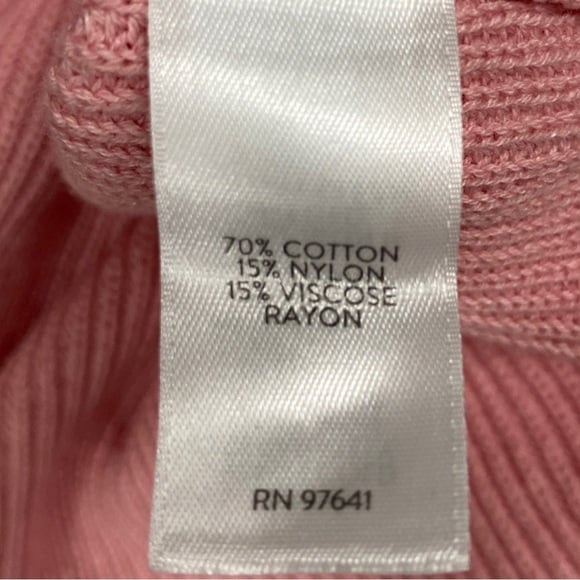 70% COTTON
15% NYLON
15% VISCOSE
RAYON
RN 97641